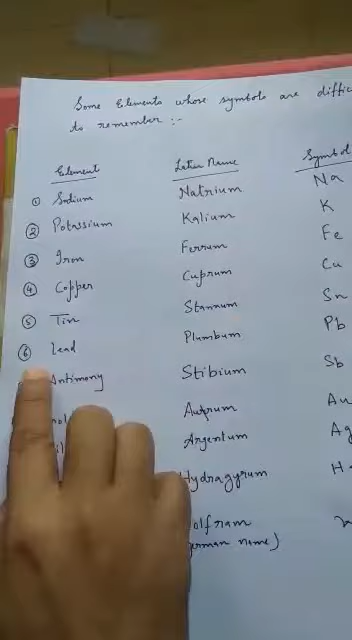 Some Elements whose symbols are diffic
to remember :-
Element Latin Name Symbol
① Sodium Natrium Na
② Potassium Kalium K
③ Iron Ferrum Fe
④ Copper Cuprum Cu
⑤ Tin Stannum Sn
⑥ Lead Plumbum Pb
Antimony Stibium Sb
Aurum Au
Argentum Ag
Hydragyrum H
olfram
erman name)